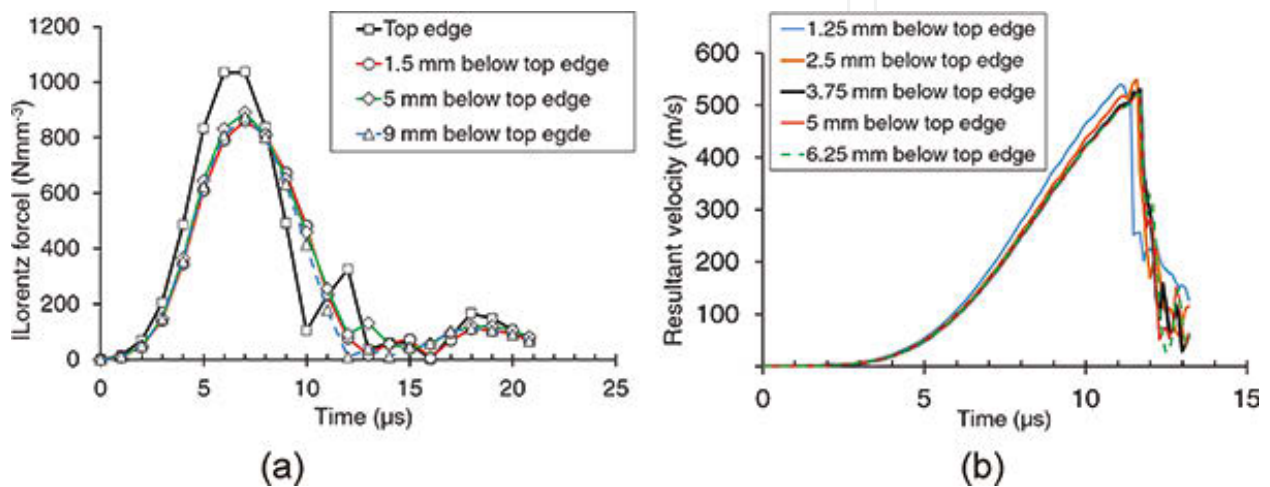 1200
1000
800
600
400
200
0
|Lorentz force| (Nmm-3)
Top edge
1.5 mm below top edge
5 mm below top edge
9 mm below top egde
0 5 10 15 20 25
Time (µs)
(a)
600
500
400
300
200
100
Resultant velocity (m/s)
1.25 mm below top edge
2.5 mm below top edge
3.75 mm below top edge
5 mm below top edge
6.25 mm below top edge
0 5 10 15
Time (µs)
(b)